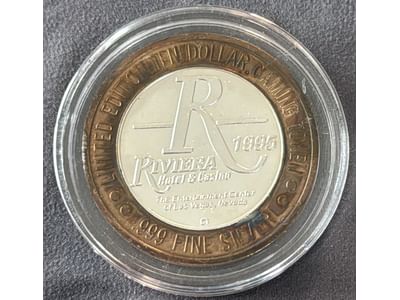 LIMITED EDITION TEN DOLLAR GAMING TOKEN
.999 FINE SILVER
R
1995
RIVIERA
Hotel & Casino
The Entertainment Center
Of Las Vegas, Nevada